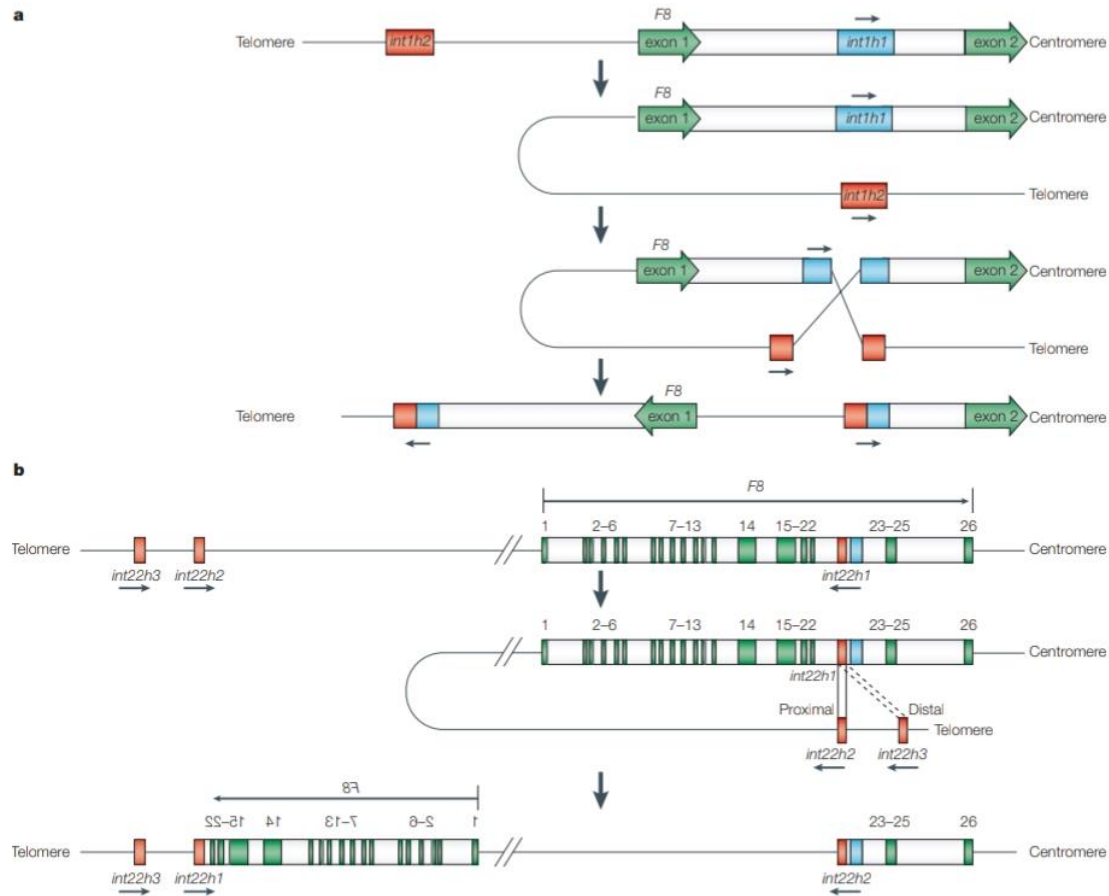 a
F8
Telomere int1h2 exon 1 int1h1 exon 2 Centromere
F8
exon 1 int1h1 exon 2 Centromere
int1h2 Telomere
F8
exon 1 exon 2 Centromere
Telomere
F8
Telomere exon 1 exon 2 Centromere
b
F8
1 2–6 7–13 14 15–22 23–25 26
Telomere Centromere
int22h3 int22h2 int22h1
1 2–6 7–13 14 15–22 23–25 26
Centromere
int22h1
Proximal Distal
Telomere
int22h2 int22h3
F8
15–22 14 7–13 2–6 1 23–25 26
Telomere Centromere
int22h3 int22h1 int22h2